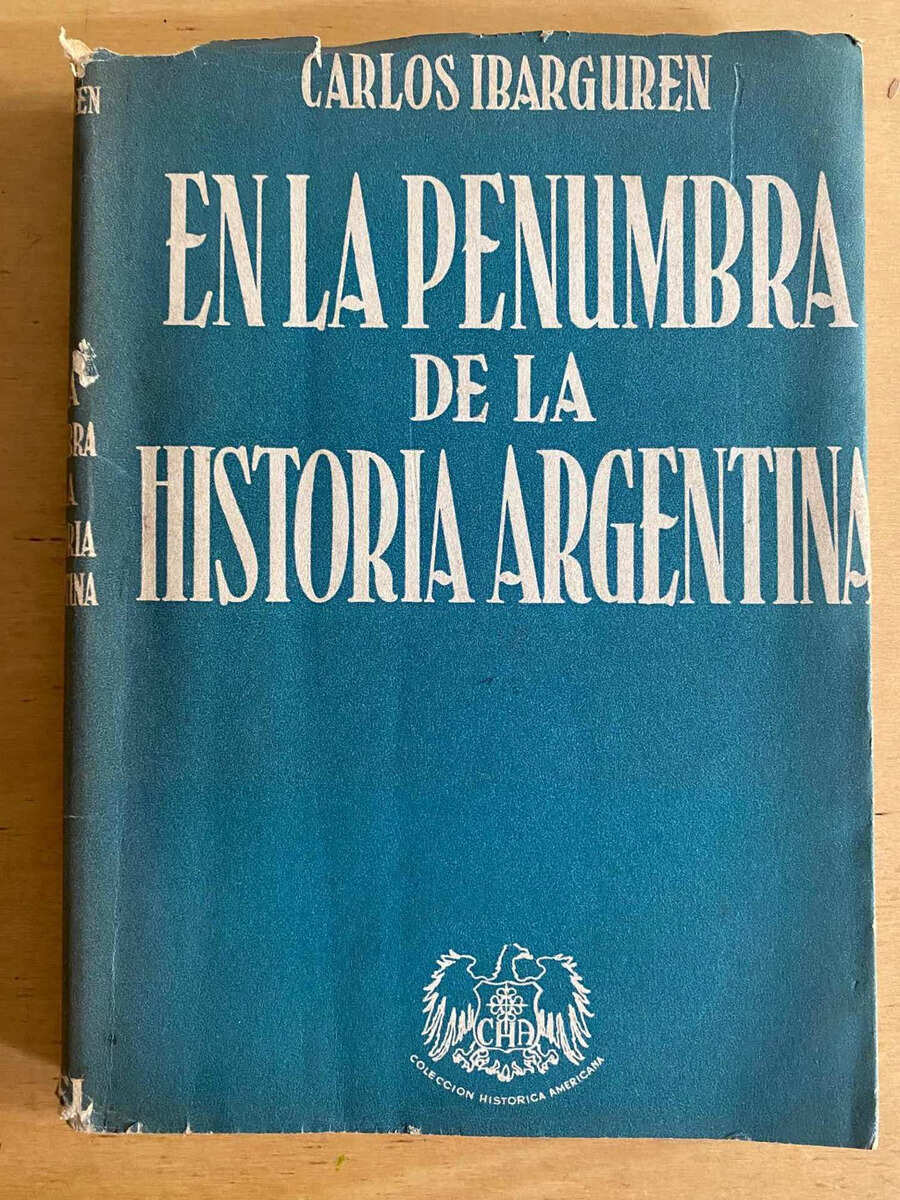 CARLOS IBARGUREN
EN LA PENUMBRA
DE LA
HISTORIA ARGENTINA
CHA
COLECCION HISTORICA AMERICANA